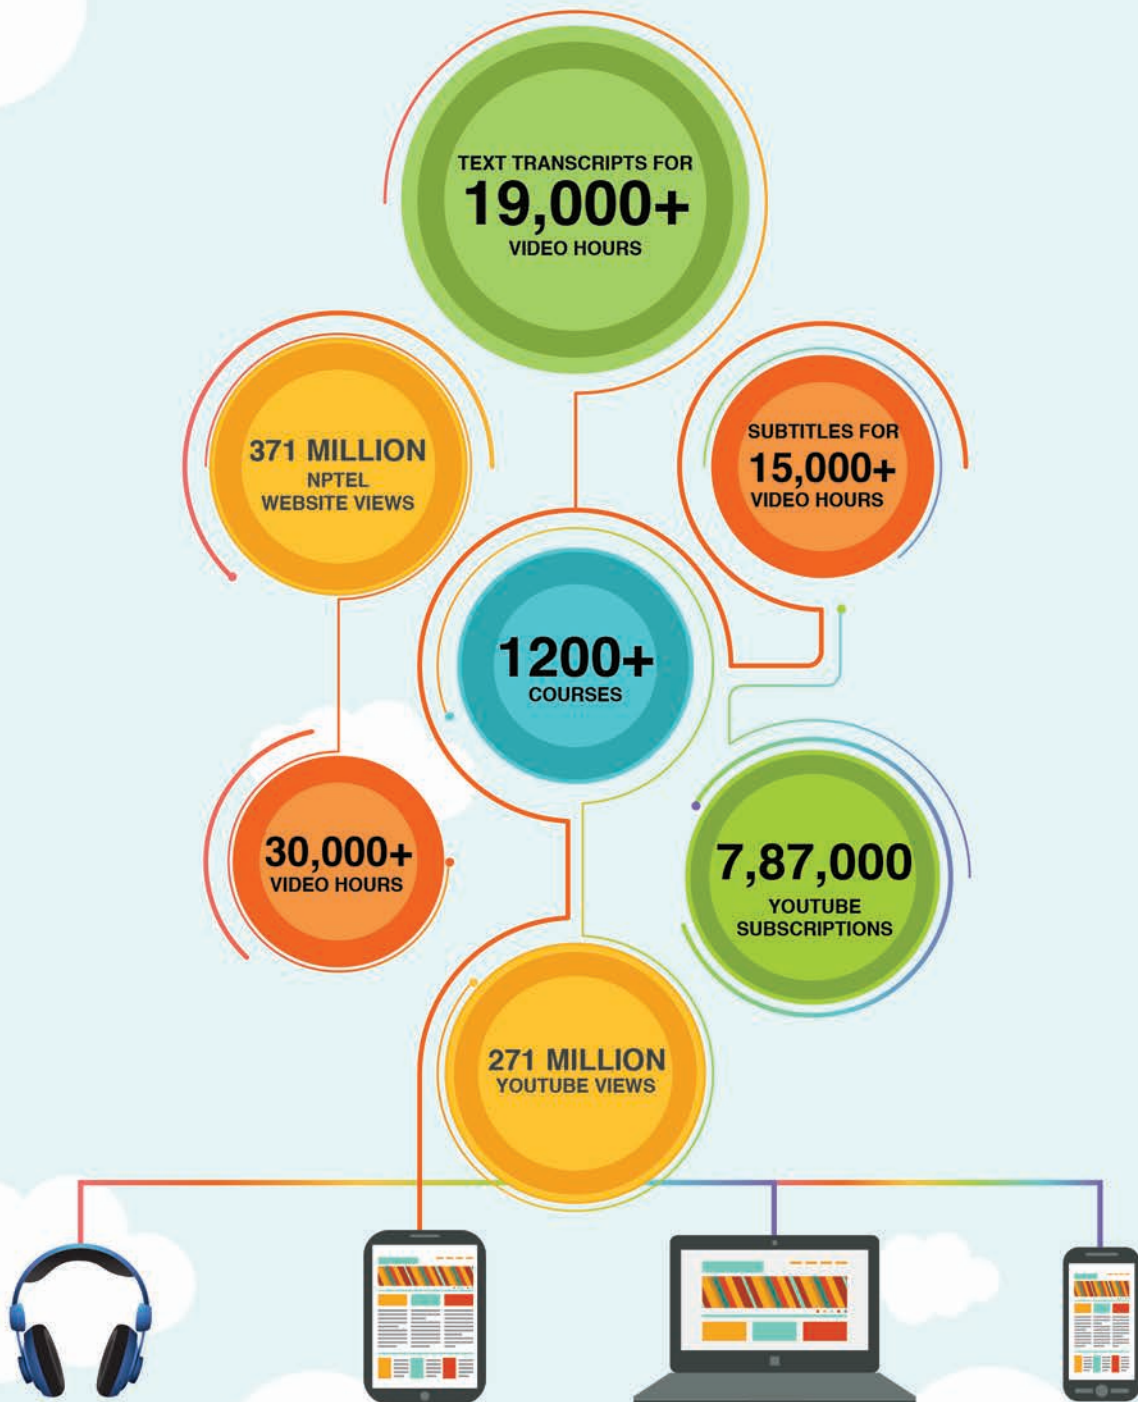 TEXT TRANSCRIPTS FOR
19,000+
VIDEO HOURS
371 MILLION
NPTEL
WEBSITE VIEWS
SUBTITLES FOR
15,000+
VIDEO HOURS
1200+
COURSES
30,000+
VIDEO HOURS
7,87,000
YOUTUBE
SUBSCRIPTIONS
271 MILLION
YOUTUBE VIEWS